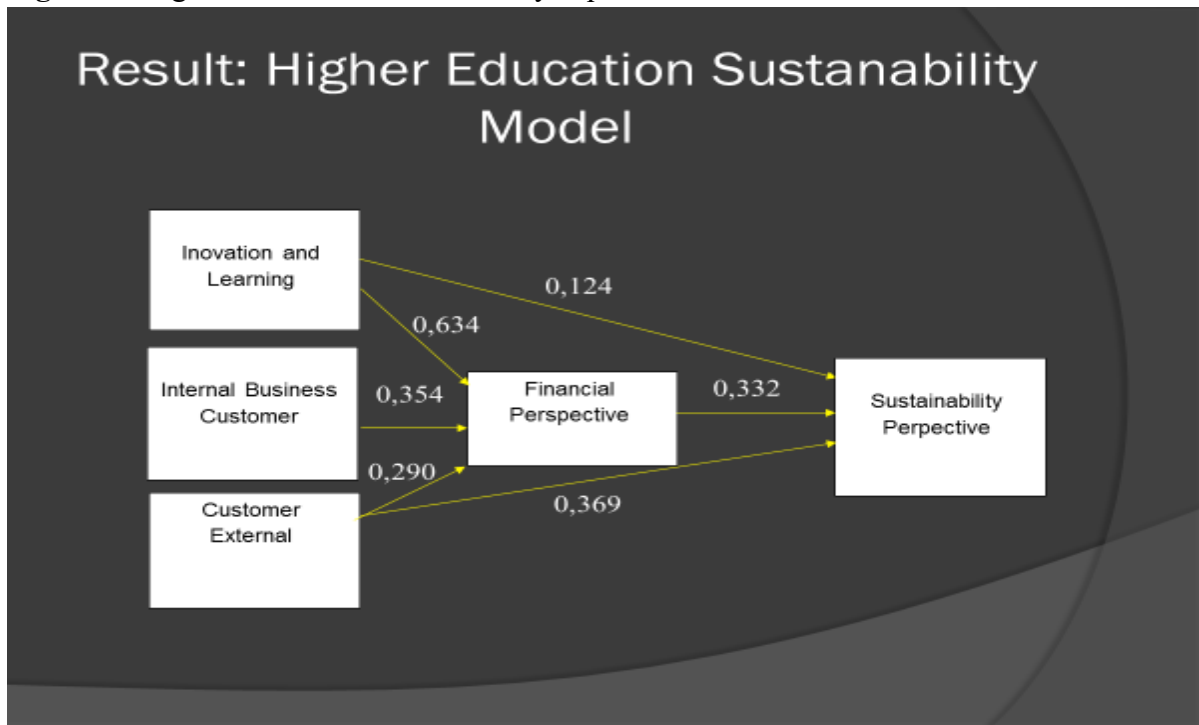 Result: Higher Education Sustanability
Model
Inovation and
Learning
0,124
0,634
Internal Business
Customer
0,354
Financial
Perspective
0,332
Sustainability
Perpective
0,290
Customer
External
0,369